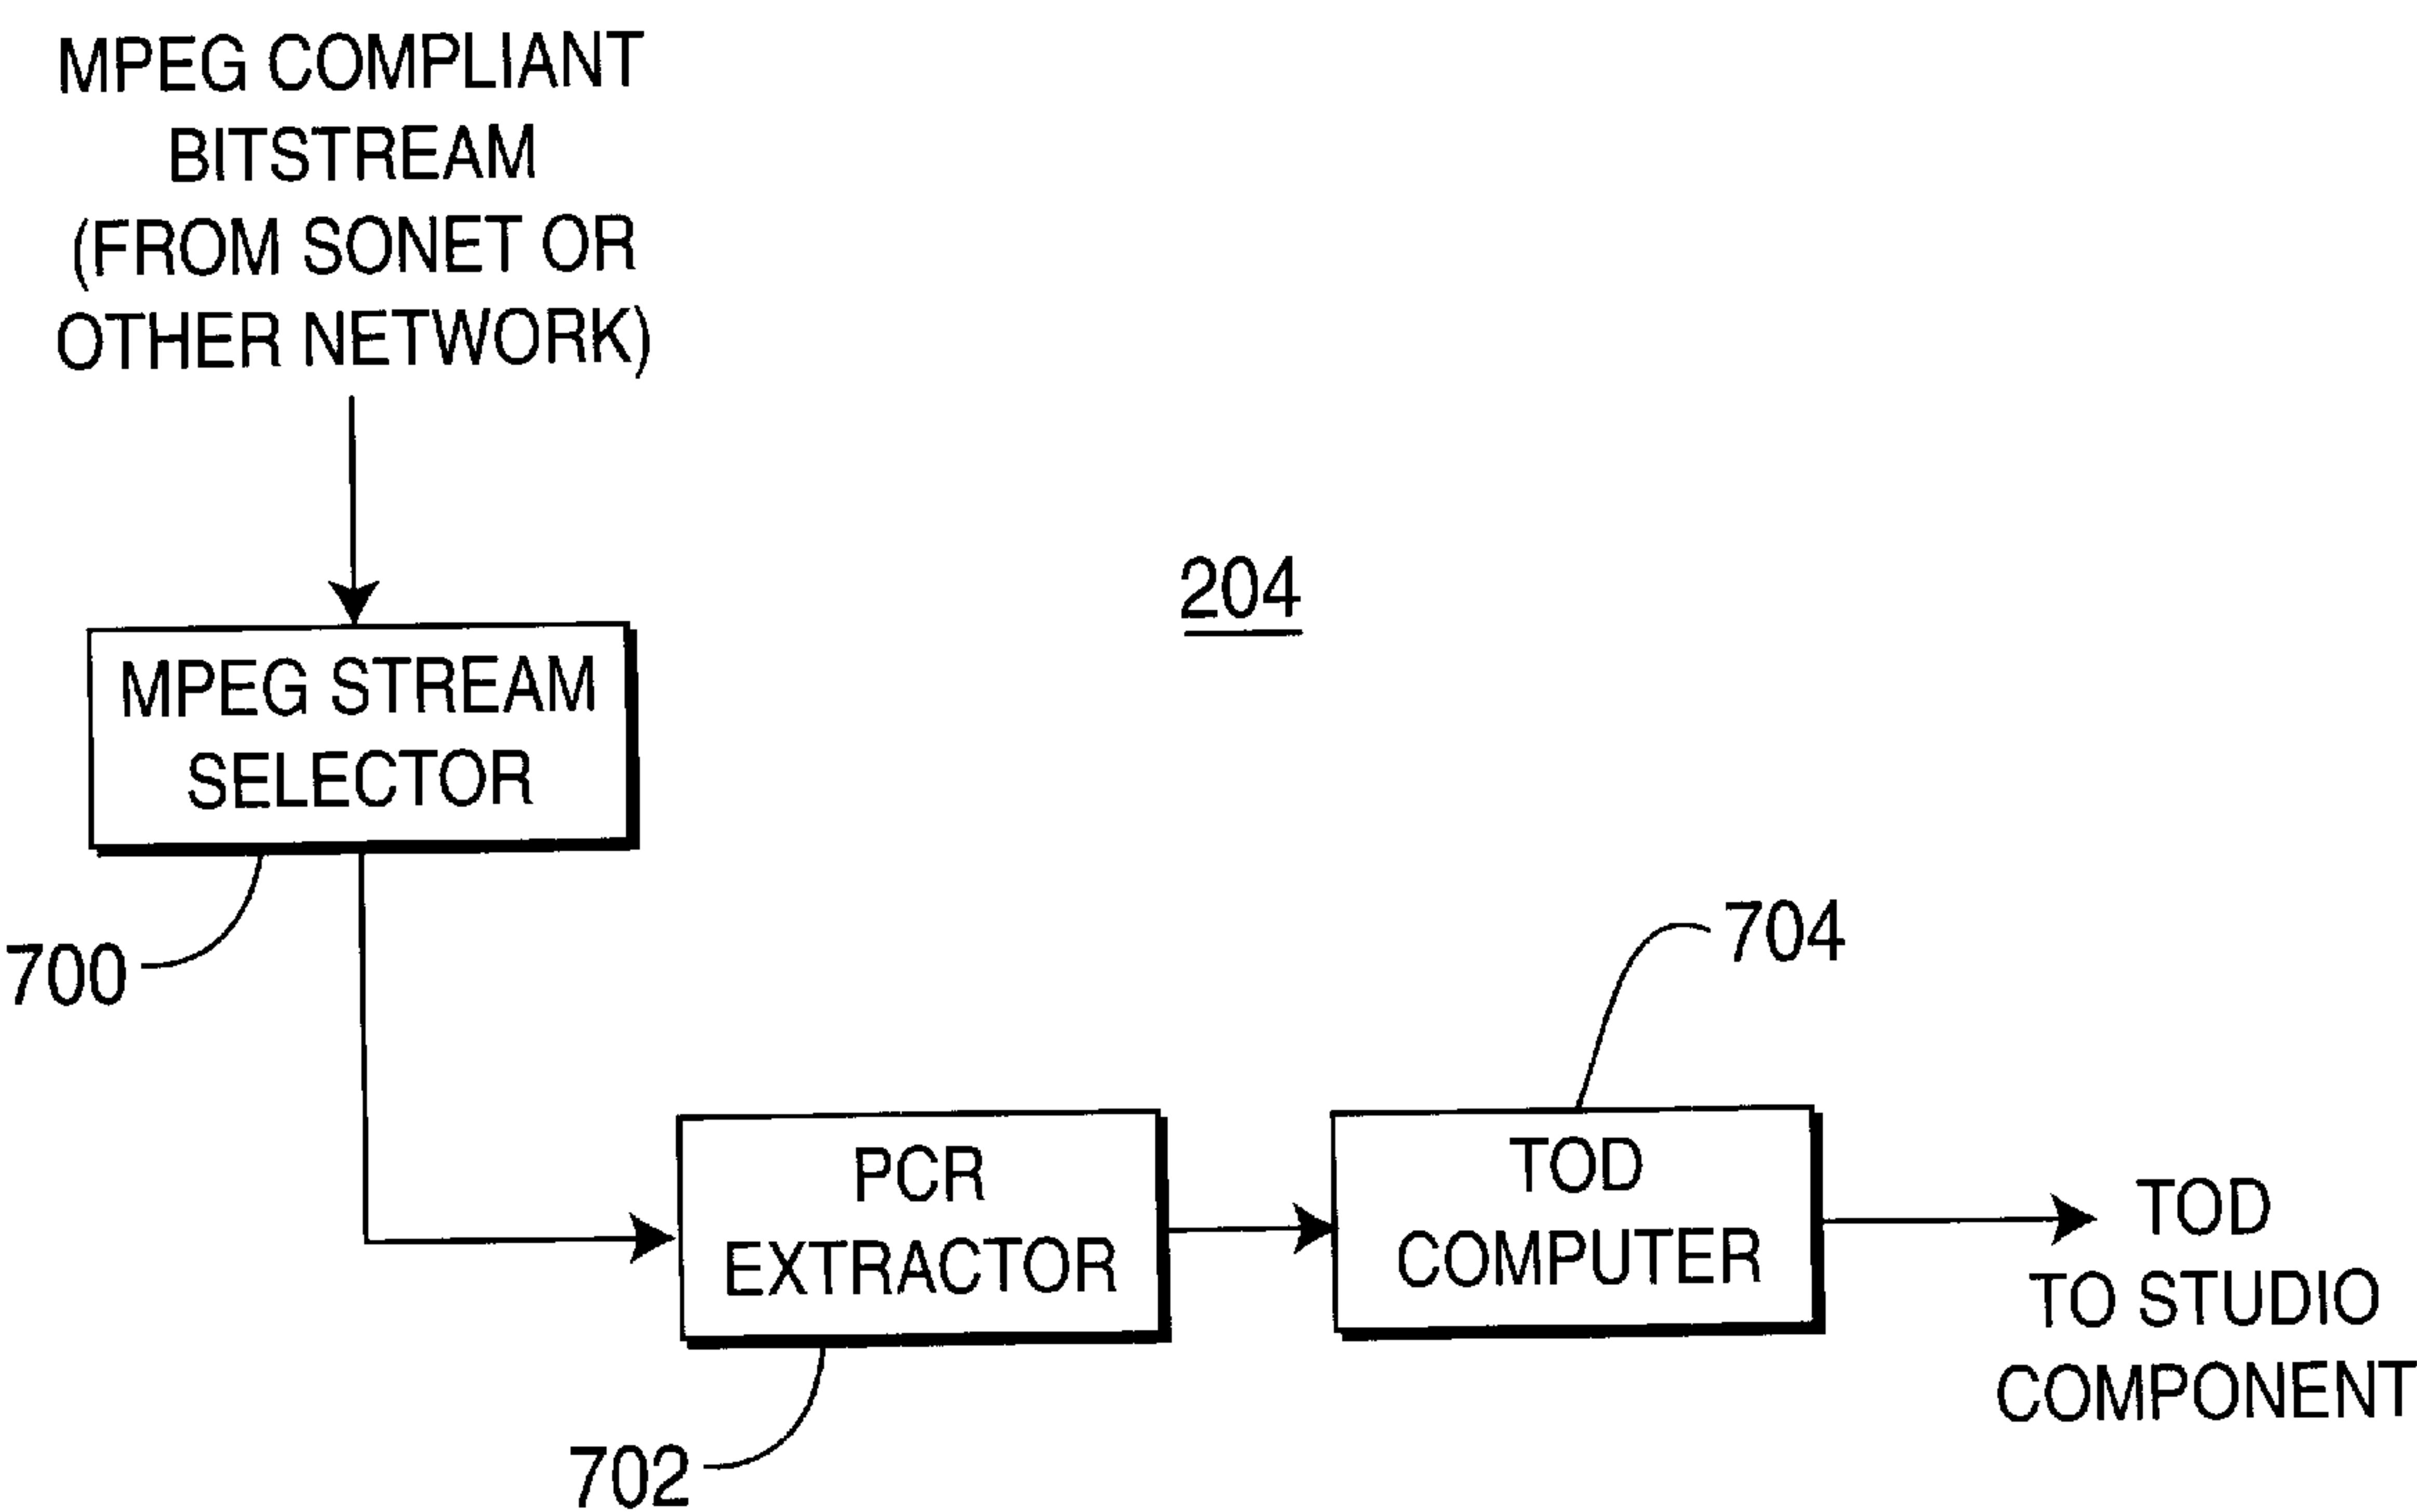 MPEG COMPLIANT
BITSTREAM
(FROM SONET OR
OTHER NETWORK)
204
MPEG STREAM
SELECTOR
700
704
PCR
EXTRACTOR
TOD
COMPUTER
TOD
TO STUDIO
COMPONENT
702